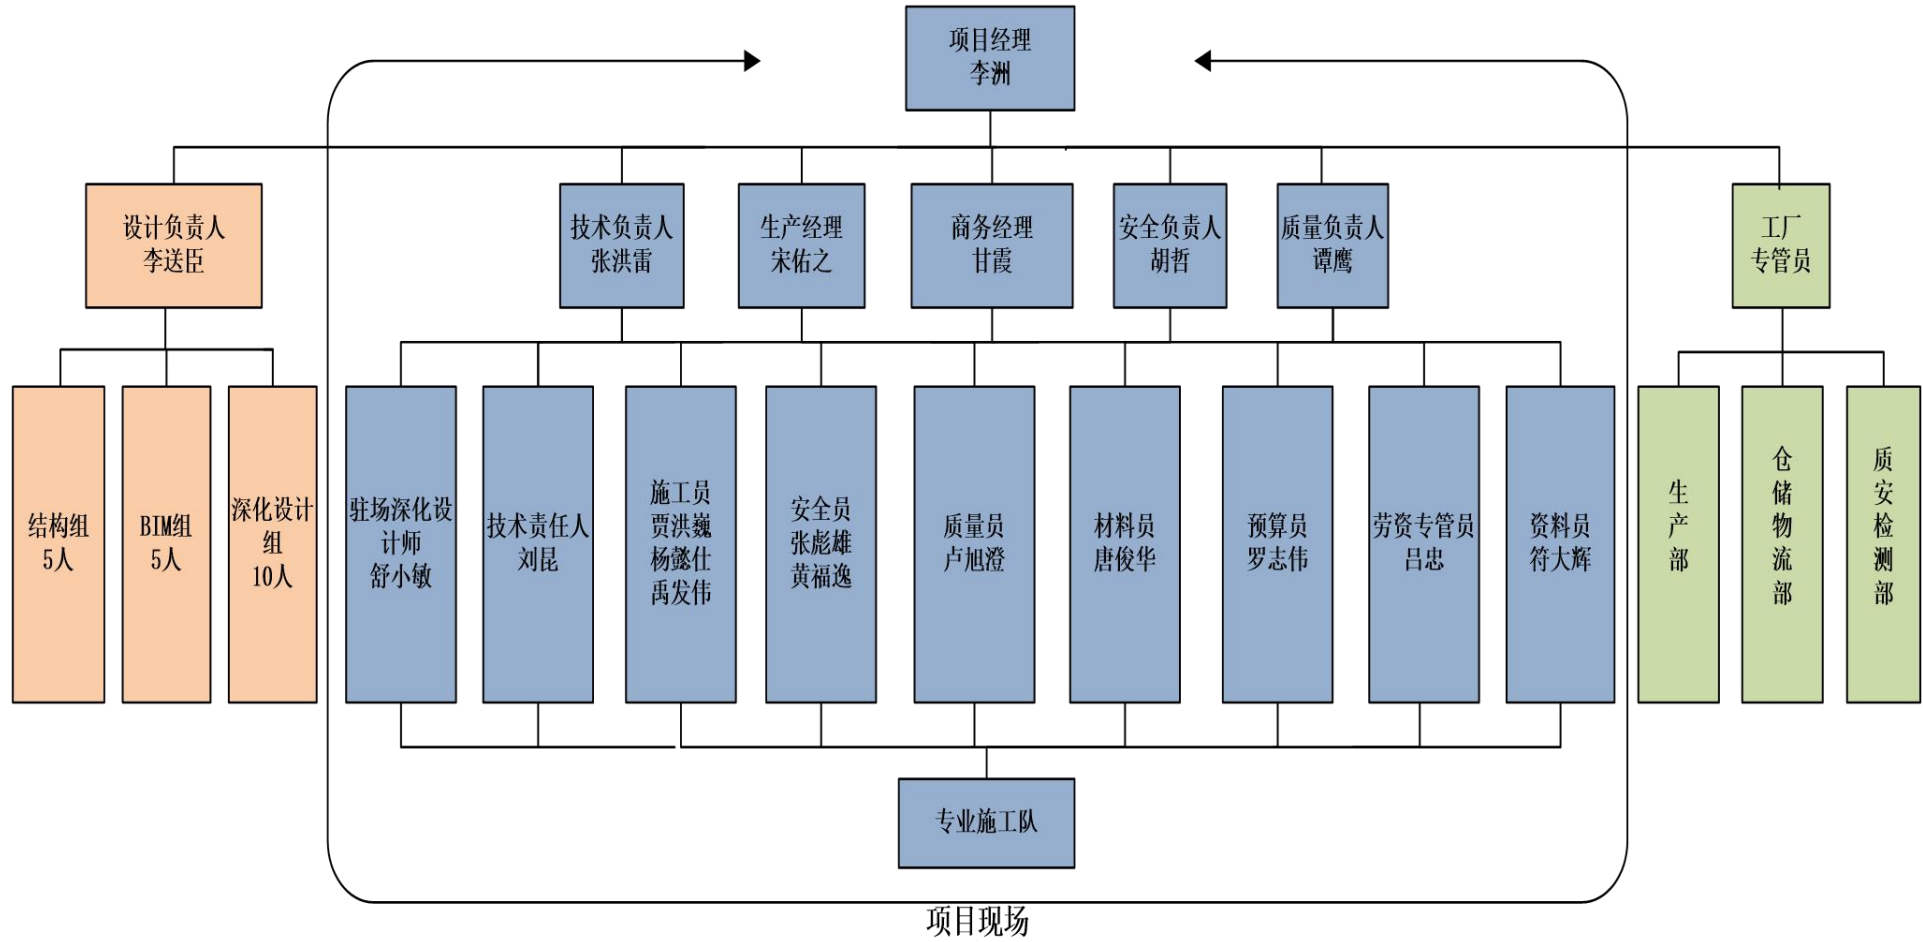 项目经理
李洲
设计负责人
李送臣
技术负责人
张洪雷
生产经理
宋佑之
商务经理
甘霞
安全负责人
胡哲
质量负责人
谭鹰
工厂
专管员
结构组
5人
BIM组
5人
深化设计
组
10人
驻场深化设
计师
舒小敏
技术责任人
刘昆
施工员
贾洪巍
杨懿仕
禹发伟
安全员
张彪雄
黄福逸
质量员
卢旭澄
材料员
唐俊华
预算员
罗志伟
劳资专管员
吕忠
资料员
符大辉
生产部
仓储物流部
质安检测部
专业施工队
项目现场